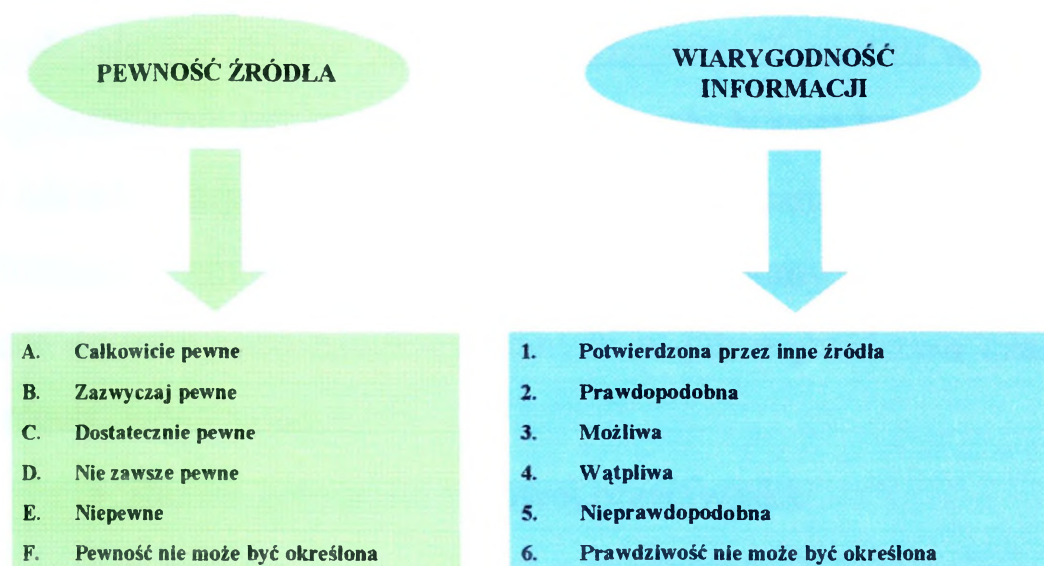 PEWNOŚĆ ŹRÓDŁA
A. Całkowicie pewne
B. Zazwyczaj pewne
C. Dostatecznie pewne
D. Nie zawsze pewne
E. Niepewne
F. Pewność nie może być określona
WIARYGODNOŚĆ
INFORMACJI
1. Potwierdzona przez inne źródła
2. Prawdopodobna
3. Możliwa
4. Wątpliwa
5. Nieprawdopodobna
6. Prawdziwość nie może być określona